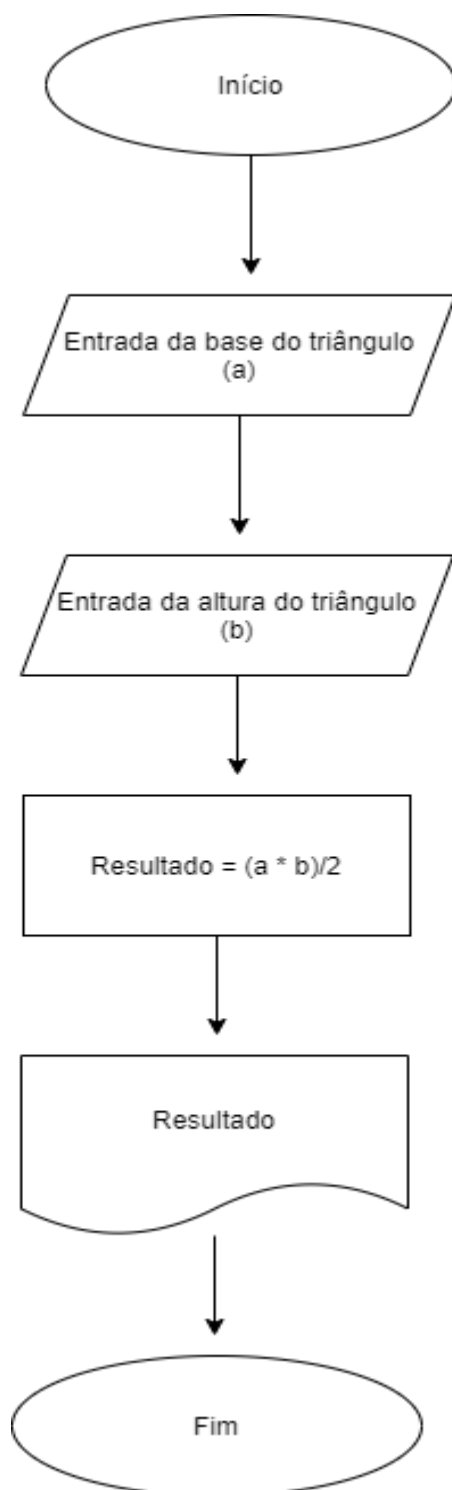 Início
Entrada da base do triângulo
(a)
Entrada da altura do triângulo
(b)
Resultado = (a * b)/2
Resultado
Fim